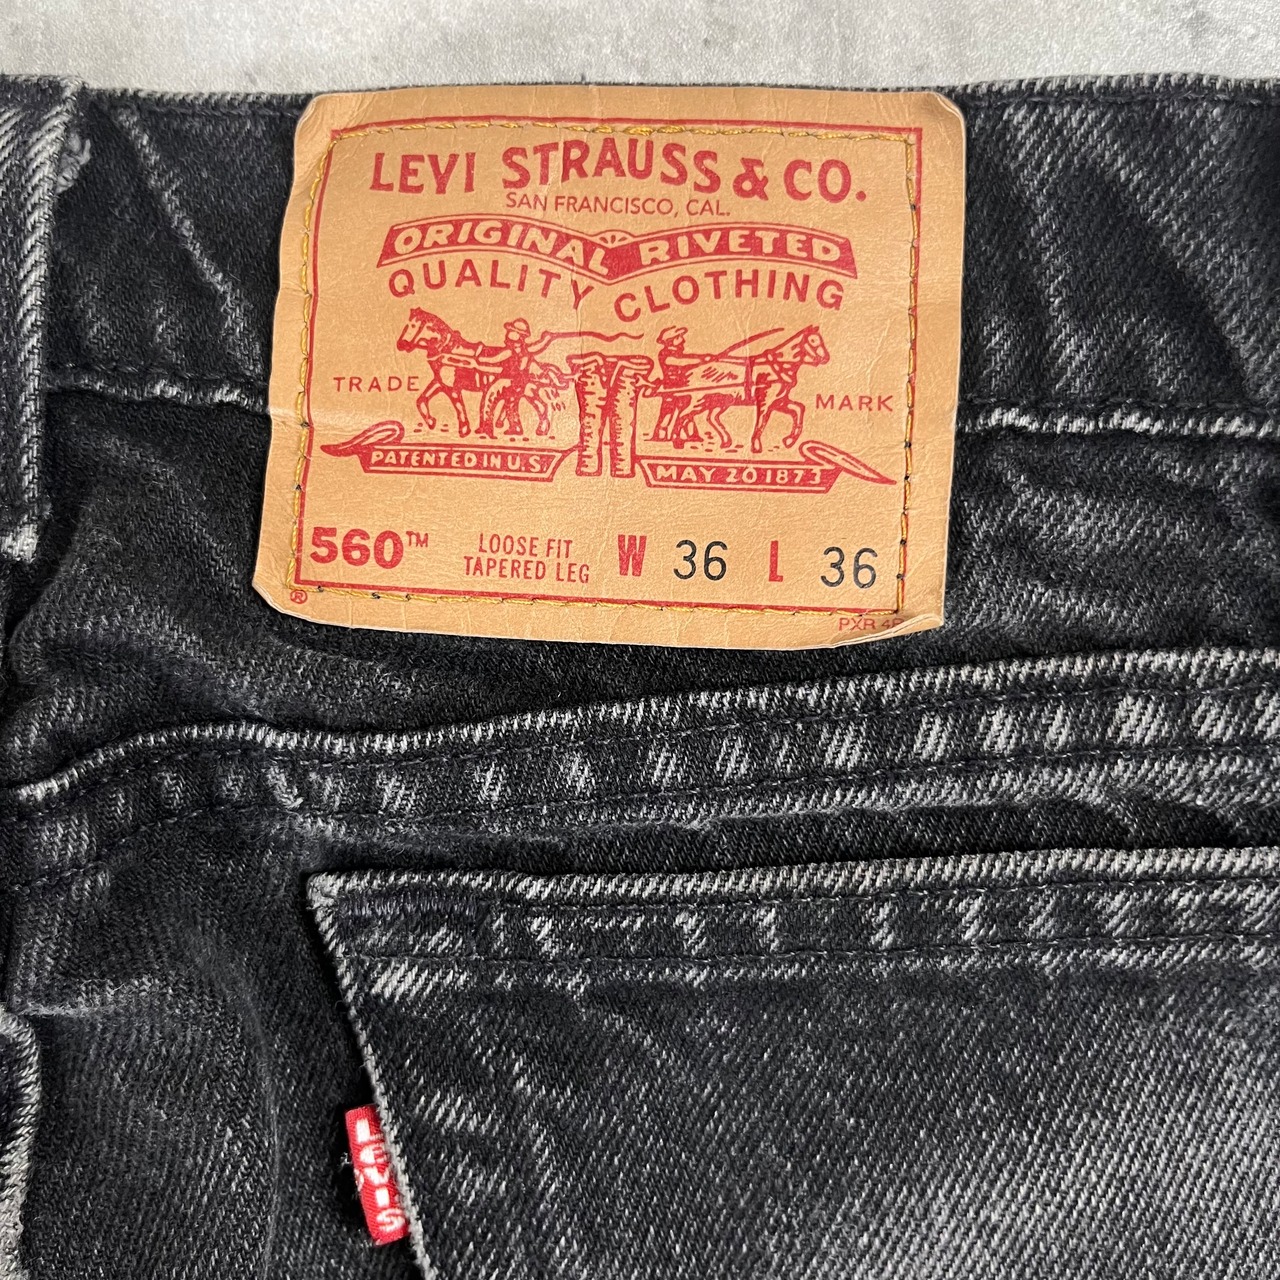 LEVI STRAUSS & CO.
SAN FRANCISCO, CAL.
ORIGINAL RIVETED
QUALITY CLOTHING
TRADE MARK
PATENTED IN U.S. MAY 20 1873
560™ LOOSE FIT W 36 L 36
TAPERED LEG
®
PXR
LEVI'S